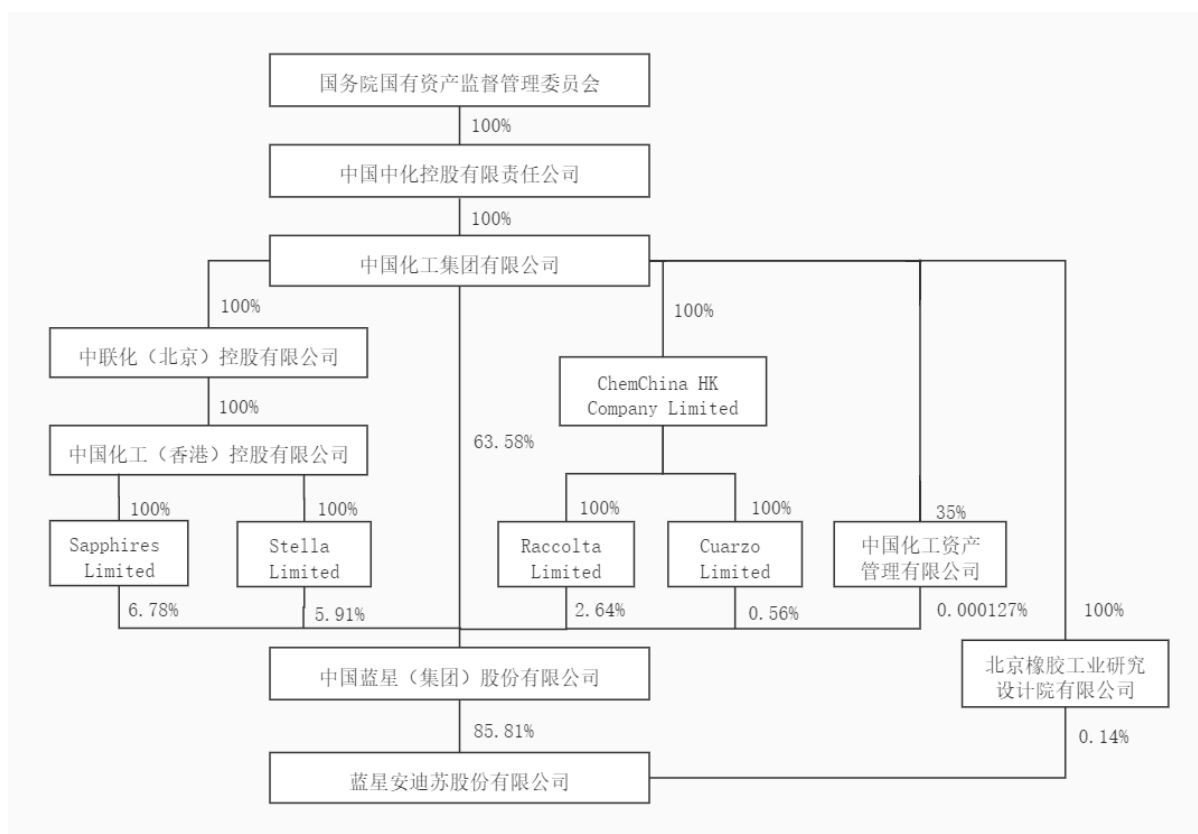 国务院国有资产监督管理委员会
100%
中国中化控股有限责任公司
100%
中国化工集团有限公司
100%
100%
中联化（北京）控股有限公司
ChemChina HK
Company Limited
100%
63.58%
中国化工（香港）控股有限公司
100%
100%
100%
100%
35%
Sapphires
Limited
Stella
Limited
Raccolta
Limited
Cuarzo
Limited
中国化工资产
管理有限公司
6.78%
5.91%
2.64%
0.56%
0.000127%
100%
中国蓝星（集团）股份有限公司
北京橡胶工业研究
设计院有限公司
85.81%
0.14%
蓝星安迪苏股份有限公司